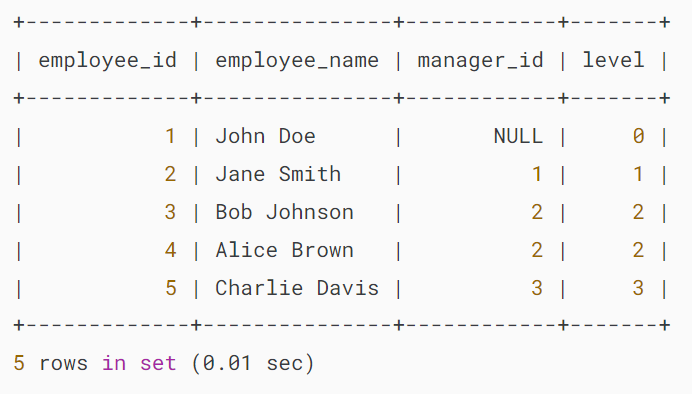 +-------------+---------------+------------+-------+
| employee_id | employee_name | manager_id | level |
+-------------+---------------+------------+-------+
|           1 | John Doe      |       NULL |     0 |
|           2 | Jane Smith    |          1 |     1 |
|           3 | Bob Johnson   |          2 |     2 |
|           4 | Alice Brown   |          2 |     2 |
|           5 | Charlie Davis |          3 |     3 |
+-------------+---------------+------------+-------+
5 rows in set (0.01 sec)